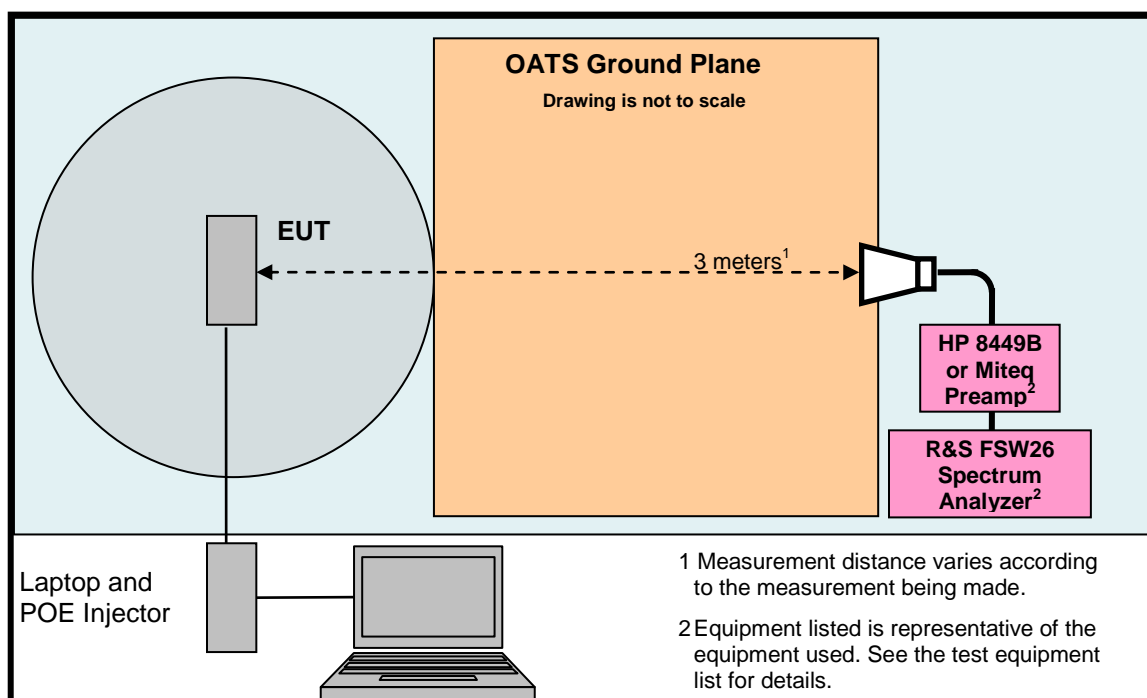 OATS Ground Plane
Drawing is not to scale
EUT
3 meters1
HP 8449B
or Miteq
Preamp2
R&S FSW26
Spectrum
Analyzer2
Laptop and
POE Injector
1 Measurement distance varies according
to the measurement being made.
2 Equipment listed is representative of the
equipment used. See the test equipment
list for details.